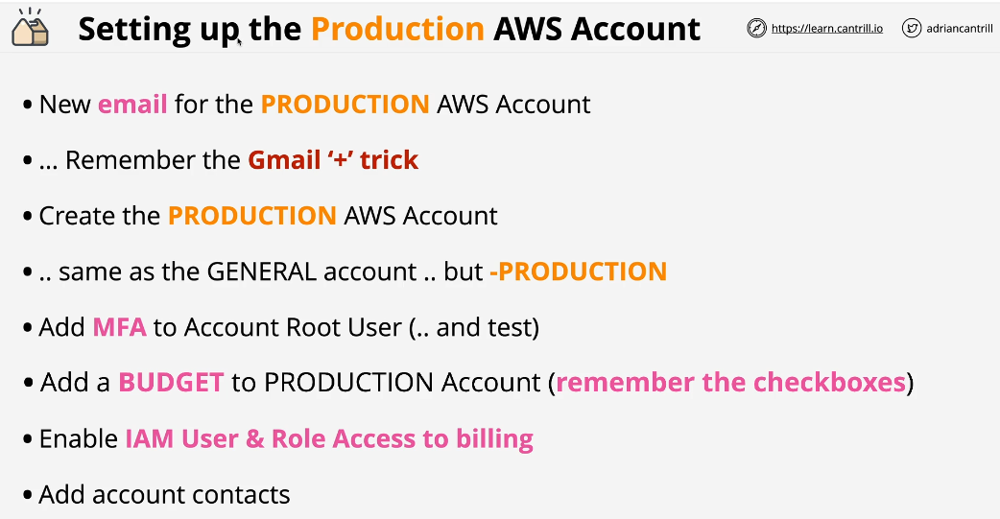 Setting up the Production AWS Account
https://learn.cantrill.io
adriancantrill
• New email for the PRODUCTION AWS Account
• ... Remember the Gmail ‘+’ trick
• Create the PRODUCTION AWS Account
• .. same as the GENERAL account .. but -PRODUCTION
• Add MFA to Account Root User (.. and test)
• Add a BUDGET to PRODUCTION Account (remember the checkboxes)
• Enable IAM User & Role Access to billing
• Add account contacts